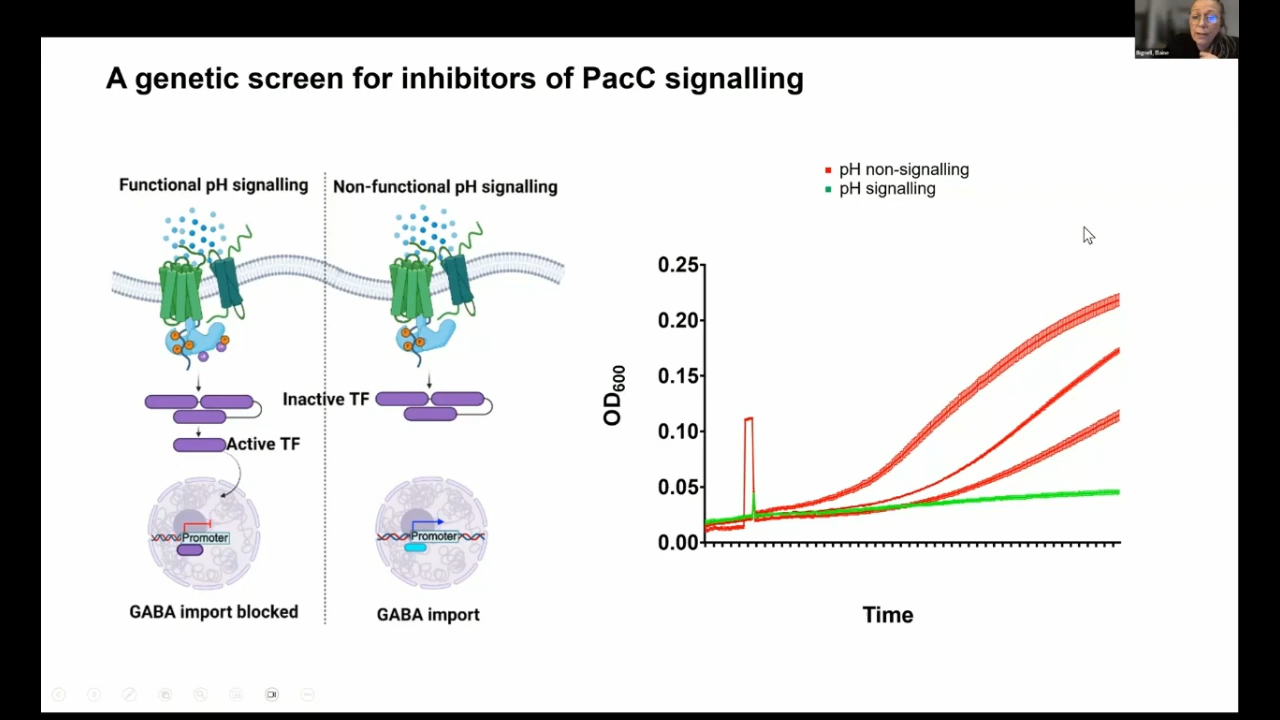 Bignell, Elaine
A genetic screen for inhibitors of PacC signalling
Functional pH signalling
Non-functional pH signalling
Inactive TF
Active TF
Promoter
Promoter
GABA import blocked
GABA import
pH non-signalling
pH signalling
0.25
0.20
0.15
0.10
0.05
0.00
OD600
Time